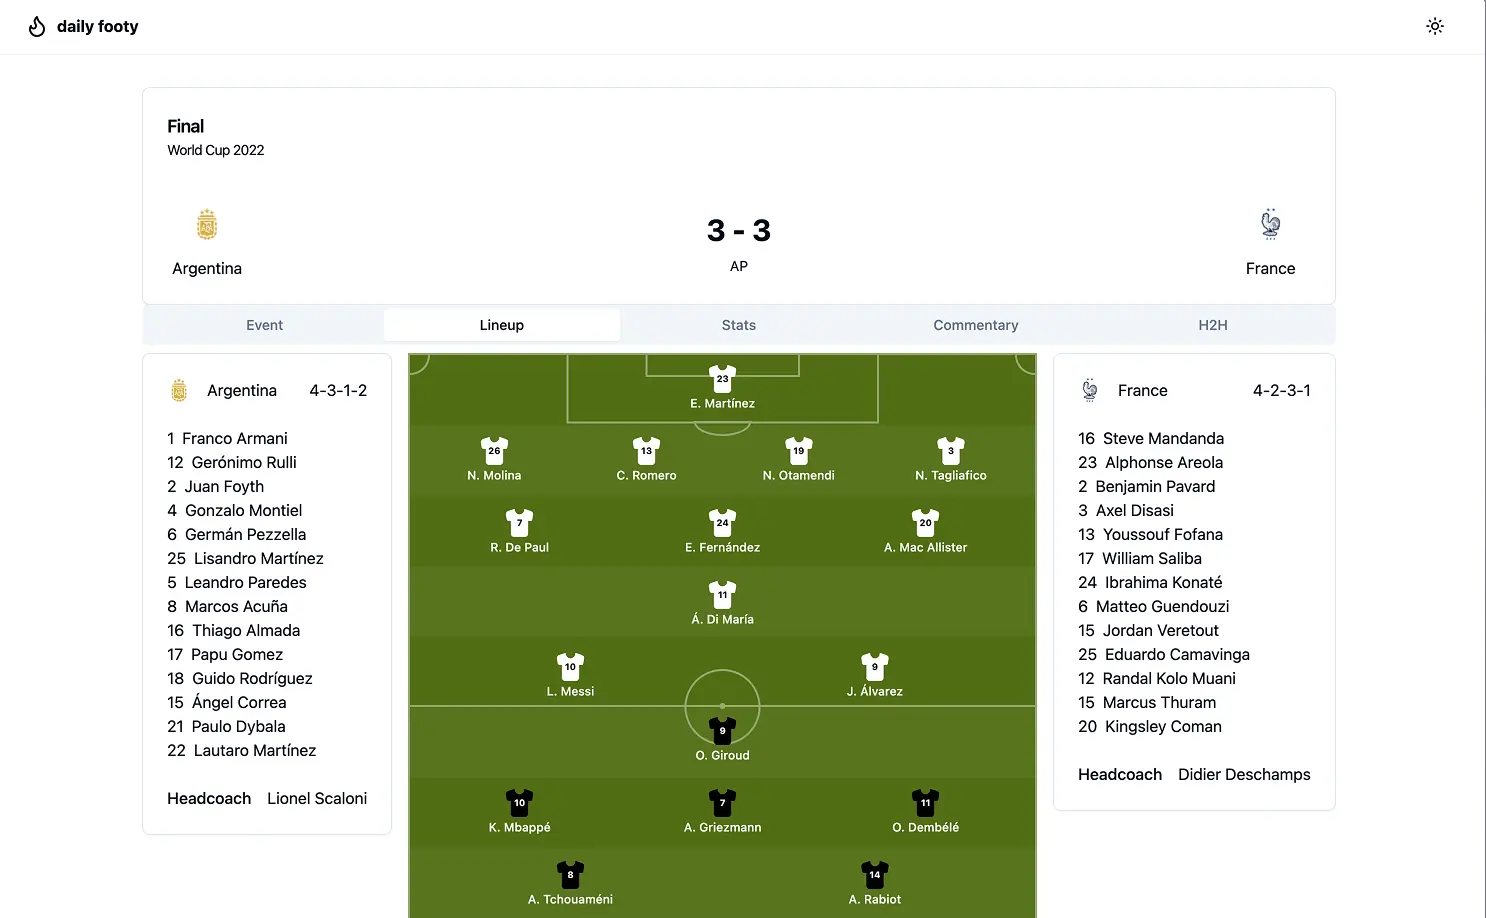 daily footy
Final
World Cup 2022
3 - 3
AP
Argentina
France
Event Lineup Stats Commentary H2H
Argentina 4-3-1-2
1 Franco Armani
12 Gerónimo Rulli
2 Juan Foyth
4 Gonzalo Montiel
6 Germán Pezzella
25 Lisandro Martínez
5 Leandro Paredes
8 Marcos Acuña
16 Thiago Almada
17 Papu Gomez
18 Guido Rodríguez
15 Ángel Correa
21 Paulo Dybala
22 Lautaro Martínez
Headcoach Lionel Scaloni
23
E. Martínez
26 13 19 3
N. Molina C. Romero N. Otamendi N. Tagliafico
7 24 20
R. De Paul E. Fernández A. Mac Allister
11
Á. Di María
10 9
L. Messi J. Álvarez
9
O. Giroud
10 7 11
K. Mbappé A. Griezmann O. Dembélé
8 14
A. Tchouaméni A. Rabiot
France 4-2-3-1
16 Steve Mandanda
23 Alphonse Areola
2 Benjamin Pavard
3 Axel Disasi
13 Youssouf Fofana
17 William Saliba
24 Ibrahima Konaté
6 Matteo Guendouzi
15 Jordan Veretout
25 Eduardo Camavinga
12 Randal Kolo Muani
15 Marcus Thuram
20 Kingsley Coman
Headcoach Didier Deschamps